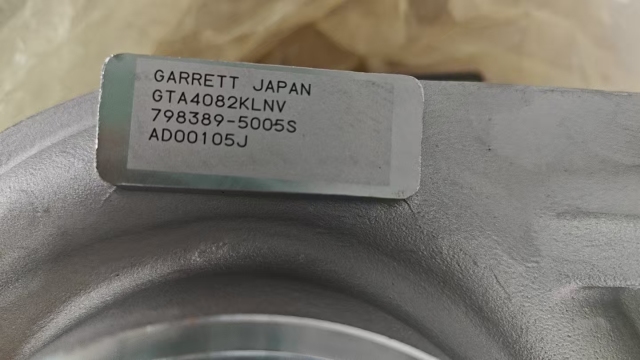 GARRETT JAPAN
GTA4082KLNV
798389-5005S
AD00105J